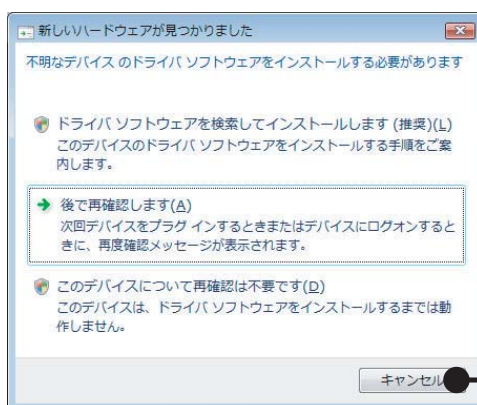 新しいハードウェアが見つかりました
不明なデバイス のドライバ ソフトウェアをインストールする必要があります
ドライバ ソフトウェアを検索してインストールします (推奨)(L)
このデバイスのドライバ ソフトウェアをインストールする手順をご案
内します。
後で再確認します(A)
次回デバイスをプラグ インするときまたはデバイスにログオンすると
きに、再度確認メッセージが表示されます。
このデバイスについて再確認は不要です(D)
このデバイスは、ドライバ ソフトウェアをインストールするまでは動
作しません。
キャンセル